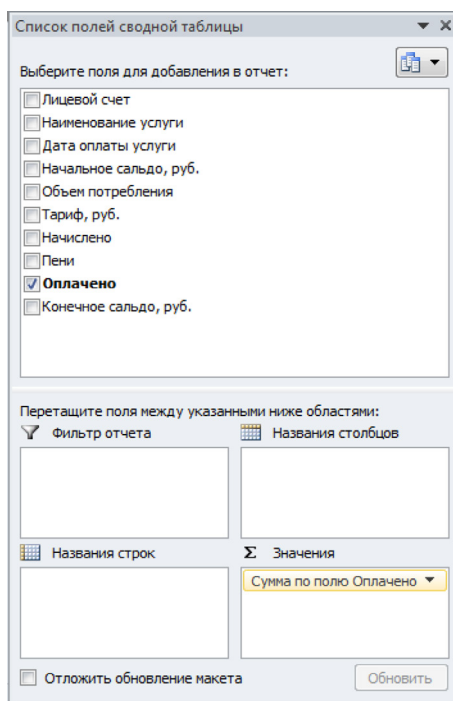 Список полей сводной таблицы
Выберите поля для добавления в отчет:
Лицевой счет
Наименование услуги
Дата оплаты услуги
Начальное сальдо, руб.
Объем потребления
Тариф, руб.
Начислено
Пени
Оплачено
Конечное сальдо, руб.
Перетащите поля между указанными ниже областями:
Фильтр отчета
Названия столбцов
Названия строк
Σ Значения
Сумма по полю Оплачено
Отложить обновление макета
Обновить